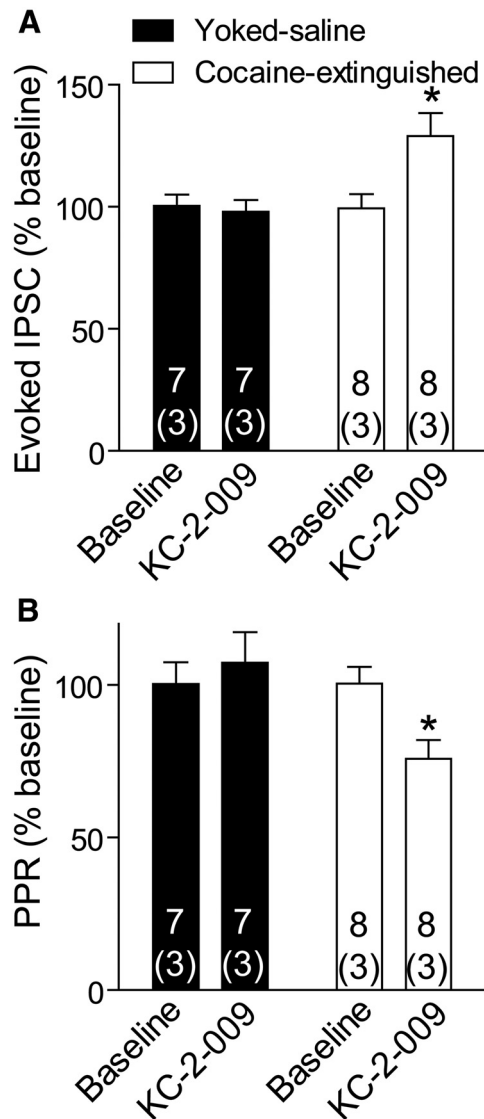 A
Yoked-saline
Cocaine-extinguished
Evoked IPSC (% baseline)
150
100
50
0
*
7 7 8 8
(3) (3) (3) (3)
Baseline KC-2-009 Baseline KC-2-009
B
PPR (% baseline)
100
50
0
*
7 7 8 8
(3) (3) (3) (3)
Baseline KC-2-009 Baseline KC-2-009